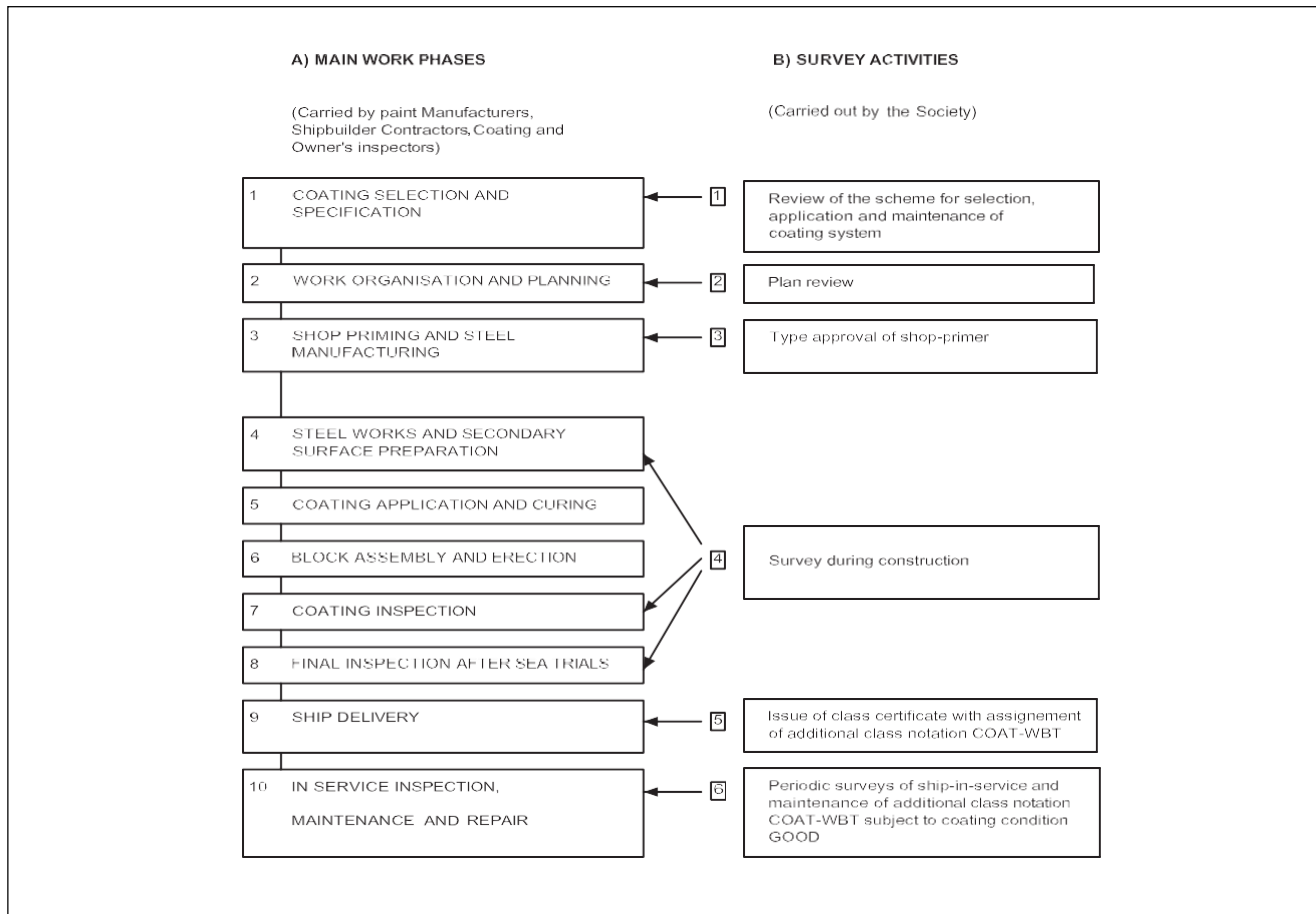 A) MAIN WORK PHASES
B) SURVEY ACTIVITIES
(Carried by paint Manufacturers,
Shipbuilder Contractors, Coating and
Owner's inspectors)
(Carried out by the Society)
1 COATING SELECTION AND
SPECIFICATION
1
Review of the scheme for selection,
application and maintenance of
coating system
2 WORK ORGANISATION AND PLANNING
2
Plan review
3 SHOP PRIMING AND STEEL
MANUFACTURING
3
Type approval of shop-primer
4 STEEL WORKS AND SECONDARY
SURFACE PREPARATION
5 COATING APPLICATION AND CURING
6 BLOCK ASSEMBLY AND ERECTION
4
Survey during construction
7 COATING INSPECTION
8 FINAL INSPECTION AFTER SEA TRIALS
9 SHIP DELIVERY
5
Issue of class certificate with assignement
of additional class notation COAT-WBT
10 IN SERVICE INSPECTION,
MAINTENANCE AND REPAIR
6
Periodic surveys of ship-in-service and
maintenance of additional class notation
COAT-WBT subject to coating condition
GOOD